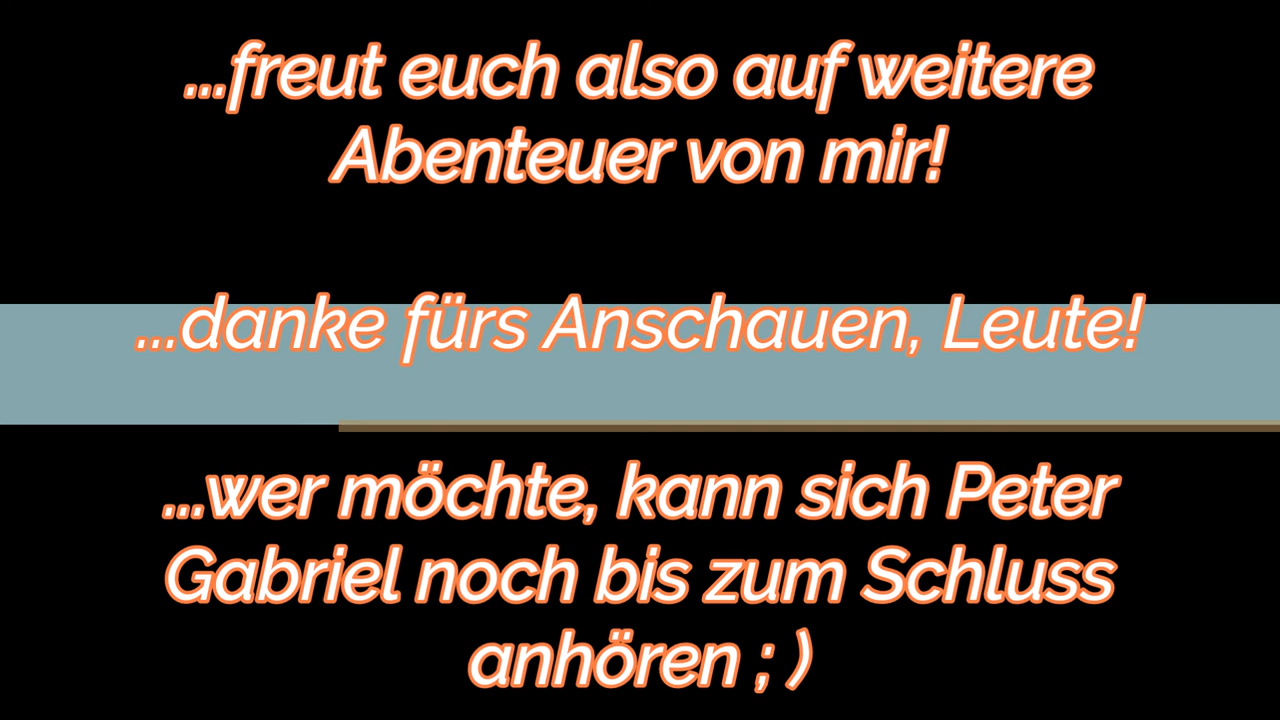 ...freut euch also auf weitere
Abenteuer von mir!
...danke fürs Anschauen, Leute!
...wer möchte, kann sich Peter
Gabriel noch bis zum Schluss
anhören ; )